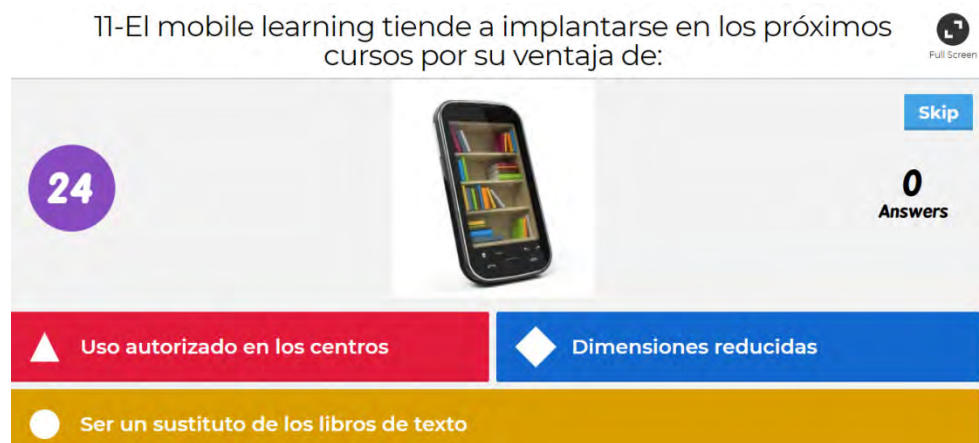 11-El mobile learning tiende a implantarse en los próximos
cursos por su ventaja de:
Full Screen
Skip
24
0
Answers
Uso autorizado en los centros
Dimensiones reducidas
Ser un sustituto de los libros de texto